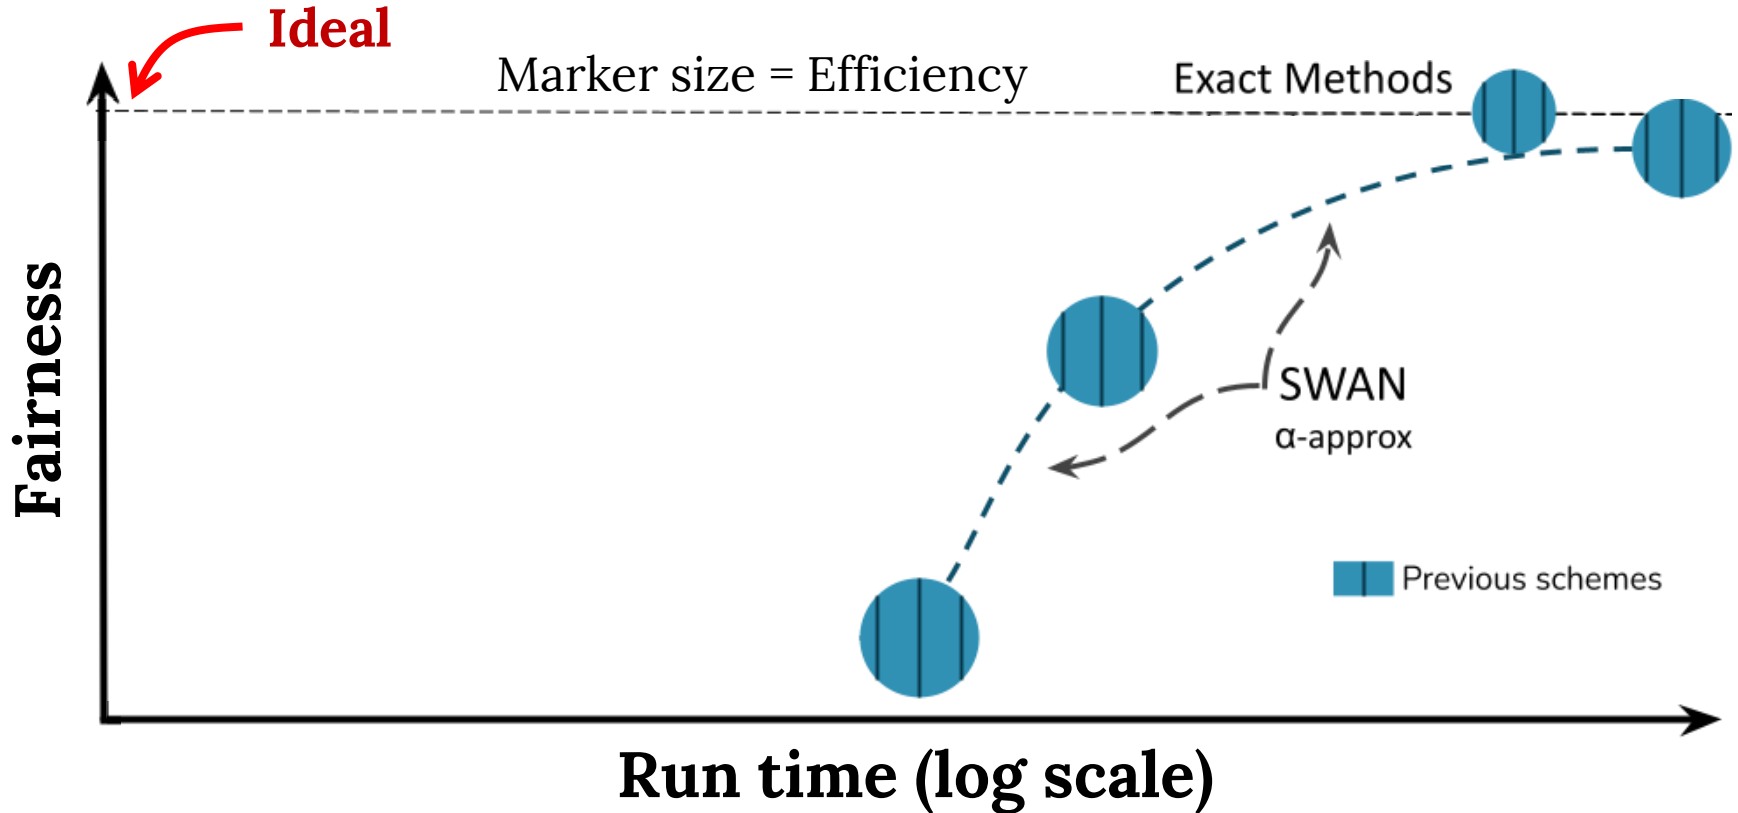 Ideal
Marker size = Efficiency
Exact Methods
Fairness
SWAN
α-approx
Previous schemes
Run time (log scale)